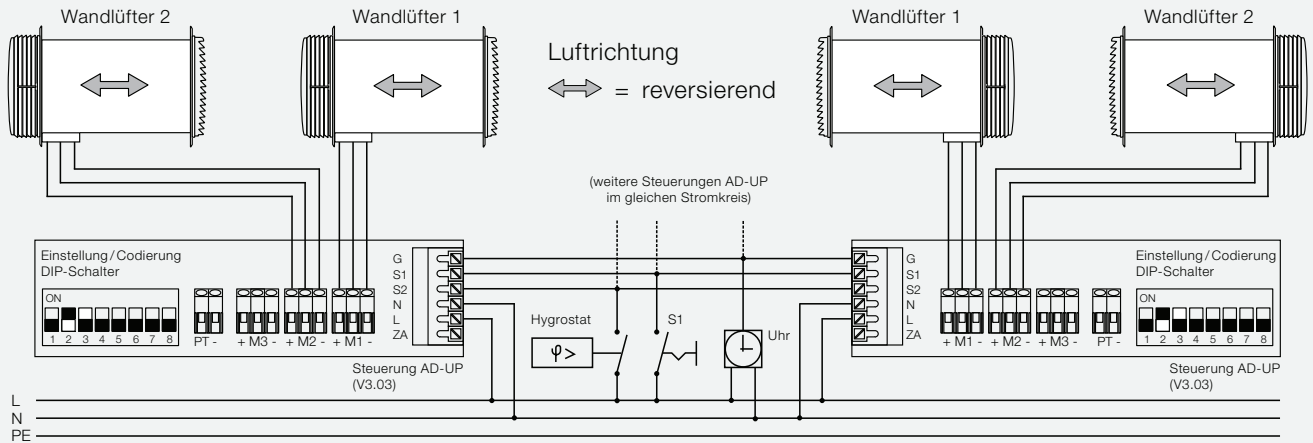 Wandlüfter 2
Wandlüfter 1
Wandlüfter 1
Wandlüfter 2
Luftrichtung
= reversierend
(weitere Steuerungen AD-UP
im gleichen Stromkreis)
Einstellung / Codierung
DIP-Schalter
ON
1 2 3 4 5 6 7 8
PT -
+ M3 -
+ M2 -
+ M1 -
G
S1
S2
N
L
ZA
Steuerung AD-UP
(V3.03)
Hygrostat
φ>
S1
Uhr
G
S1
S2
N
L
ZA
+ M1 -
+ M2 -
+ M3 -
PT -
Einstellung / Codierung
DIP-Schalter
ON
1 2 3 4 5 6 7 8
Steuerung AD-UP
(V3.03)
L
N
PE